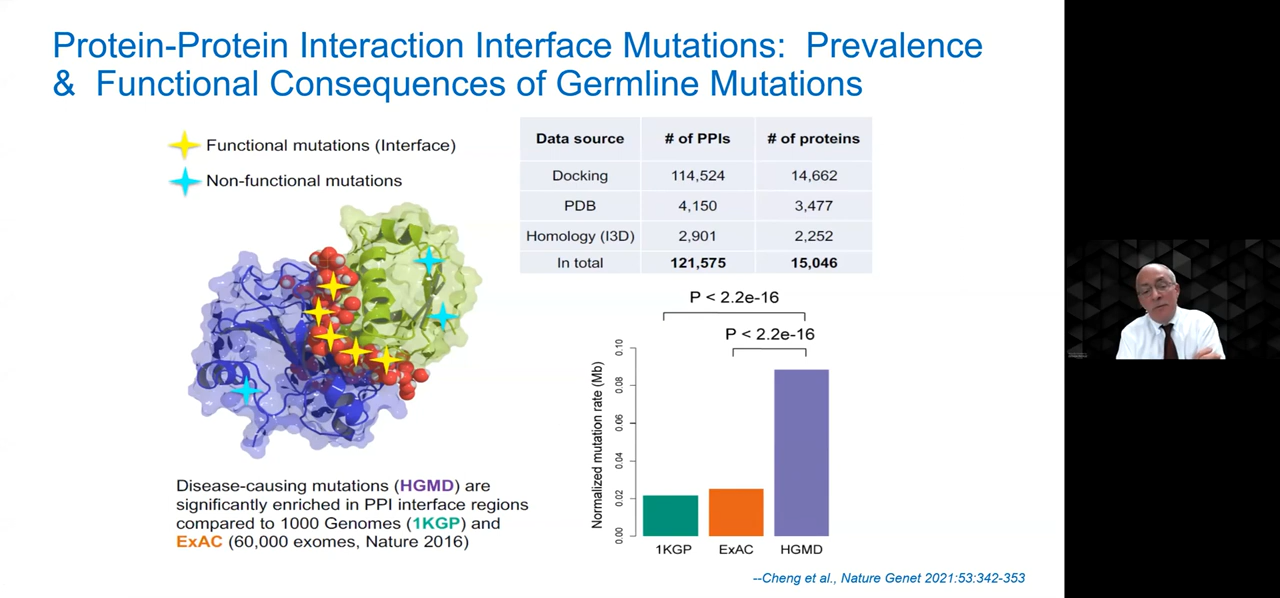 Protein-Protein Interaction Interface Mutations: Prevalence
& Functional Consequences of Germline Mutations
Functional mutations (Interface)
Non-functional mutations
Data source # of PPIs # of proteins
Docking 114,524 14,662
PDB 4,150 3,477
Homology (I3D) 2,901 2,252
In total 121,575 15,046
P < 2.2e-16
P < 2.2e-16
Normalized mutation rate (Mb)
0.10
0.08
0.06
0.04
0.02
0.00
1KGP ExAC HGMD
Disease-causing mutations (HGMD) are
significantly enriched in PPI interface regions
compared to 1000 Genomes (1KGP) and
ExAC (60,000 exomes, Nature 2016)
--Cheng et al., Nature Genet 2021:53:342-353